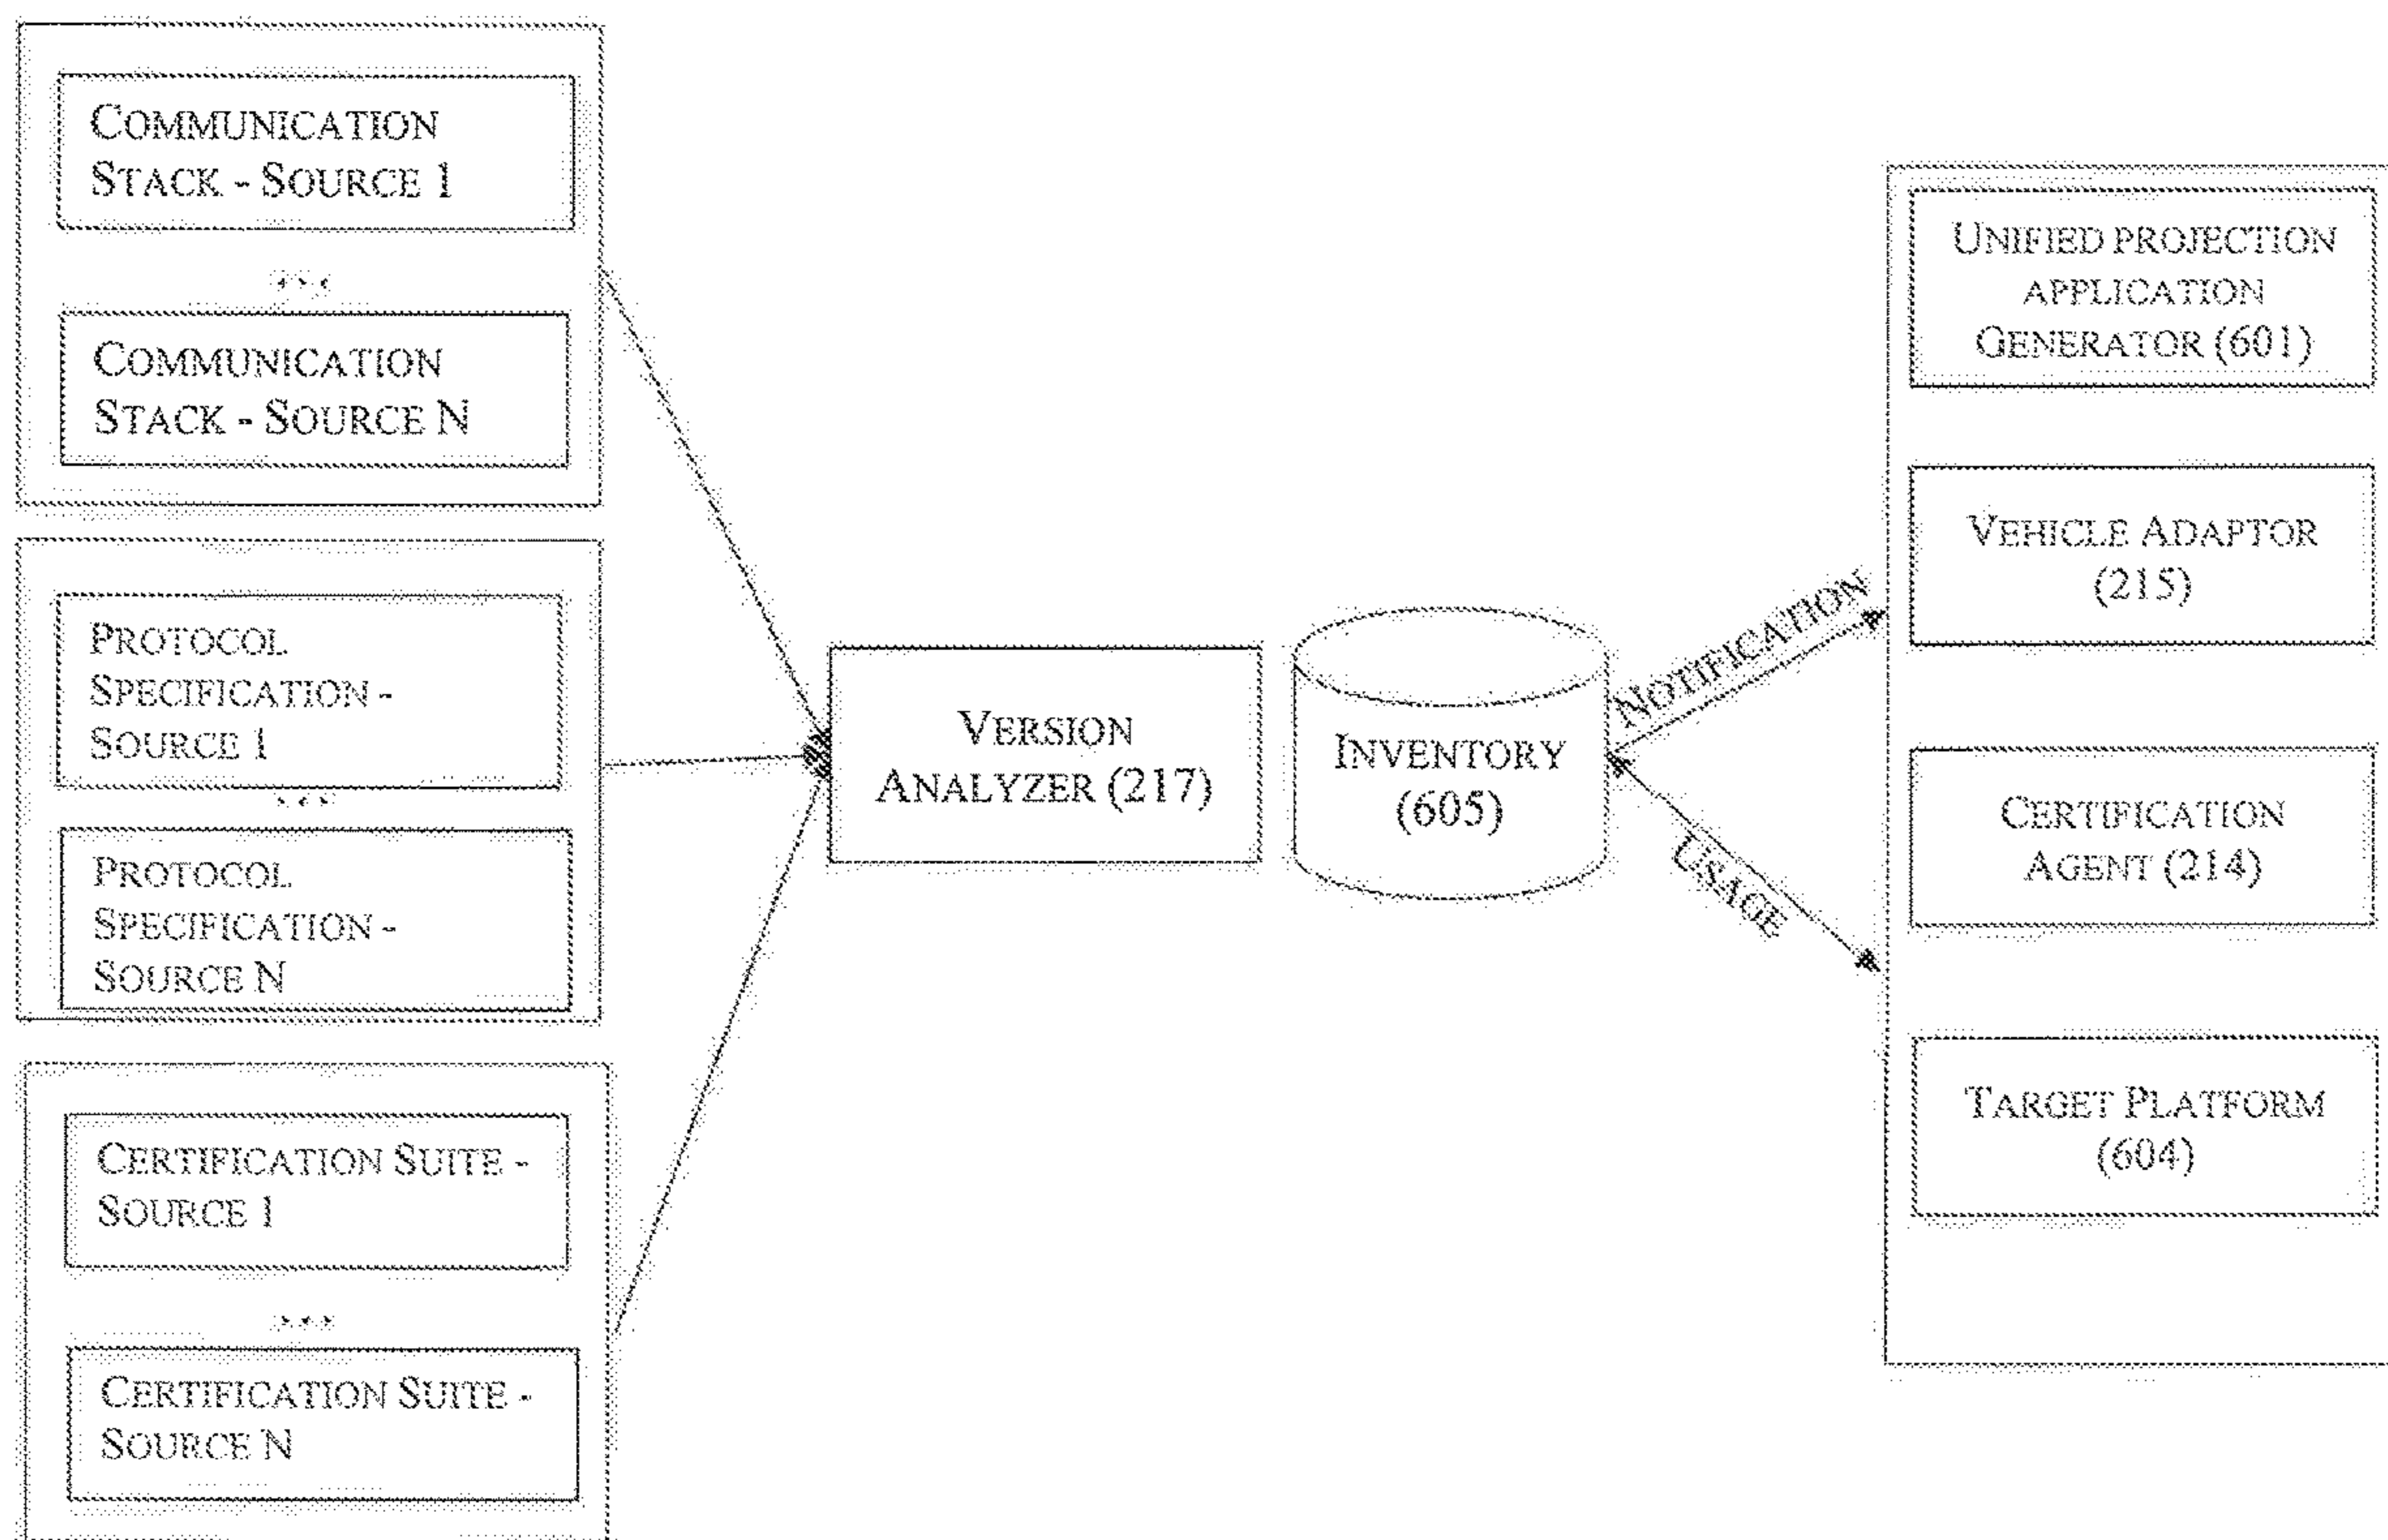 COMMUNICATION
STACK - SOURCE 1
...
COMMUNICATION
STACK - SOURCE N
PROTOCOL
SPECIFICATION -
SOURCE 1
...
PROTOCOL
SPECIFICATION -
SOURCE N
CERTIFICATION SUITE -
SOURCE 1
...
CERTIFICATION SUITE -
SOURCE N
VERSION
ANALYZER (217)
INVENTORY
(605)
NOTIFICATION
USAGE
UNIFIED PROJECTION
APPLICATION
GENERATOR (601)
VEHICLE ADAPTOR
(215)
CERTIFICATION
AGENT (214)
TARGET PLATFORM
(604)